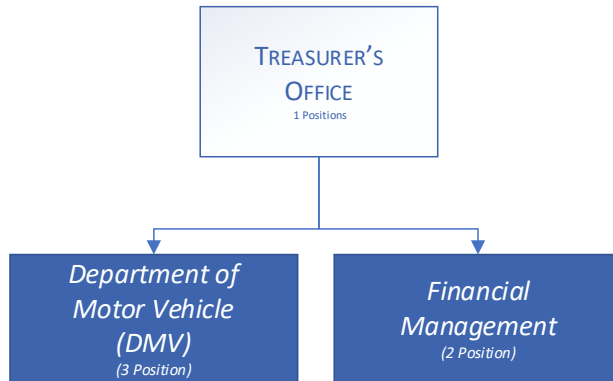 TREASURER’S
OFFICE
1 Positions
Department of
Motor Vehicle
(DMV)
(3 Position)
Financial
Management
(2 Position)